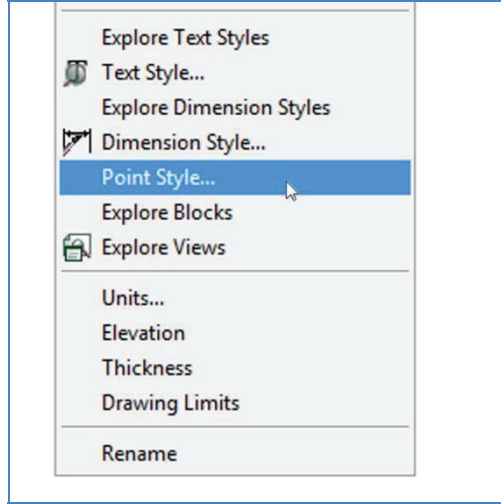 Explore Text Styles
Text Style...
Explore Dimension Styles
Dimension Style...
Point Style...
Explore Blocks
Explore Views
Units...
Elevation
Thickness
Drawing Limits
Rename